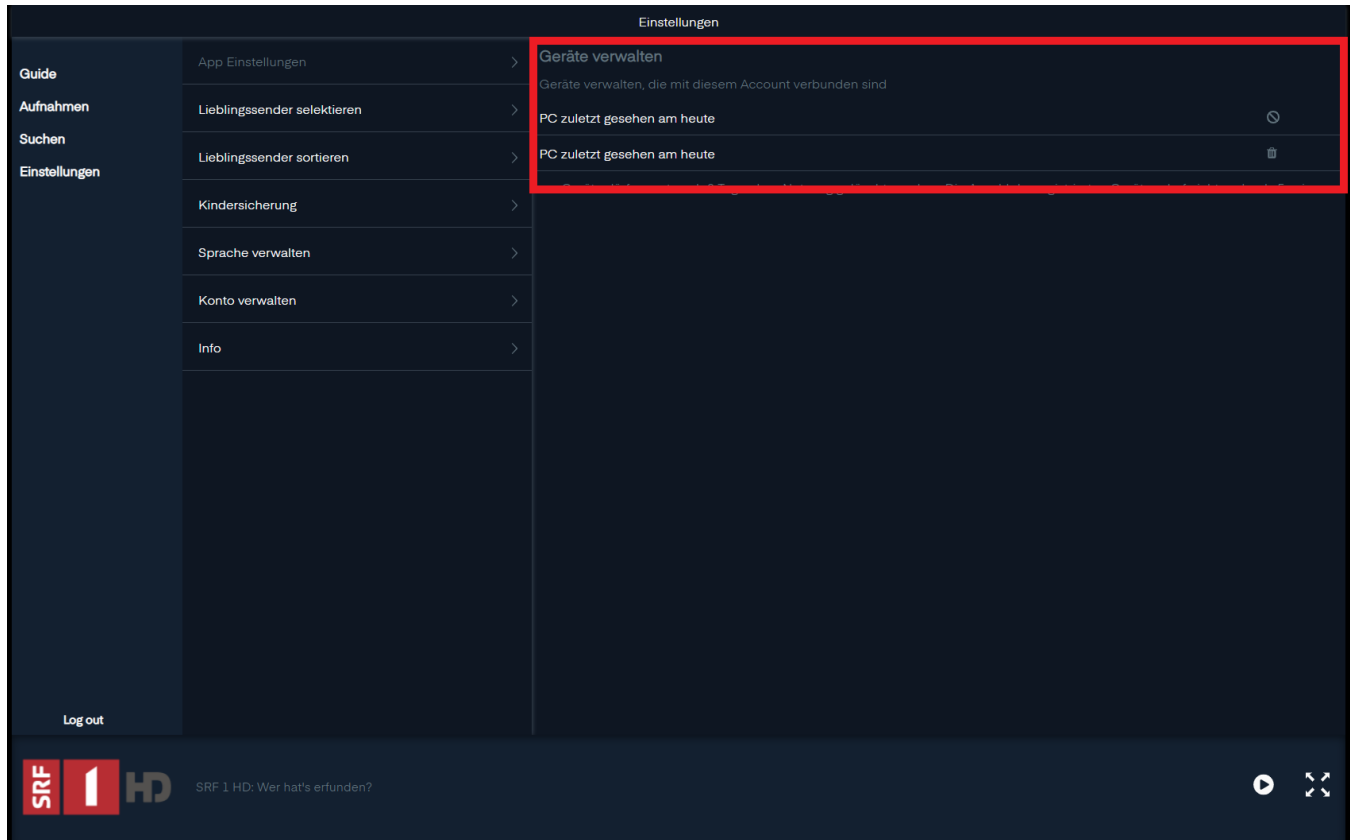 Einstellungen
Guide
Aufnahmen
Suchen
Einstellungen
Log out
App Einstellungen
Lieblingssender selektieren
Lieblingssender sortieren
Kindersicherung
Sprache verwalten
Konto verwalten
Info
Geräte verwalten
Geräte verwalten, die mit diesem Account verbunden sind
PC zuletzt gesehen am heute
PC zuletzt gesehen am heute
SRF 1 HD
SRF 1 HD: Wer hat's erfunden?